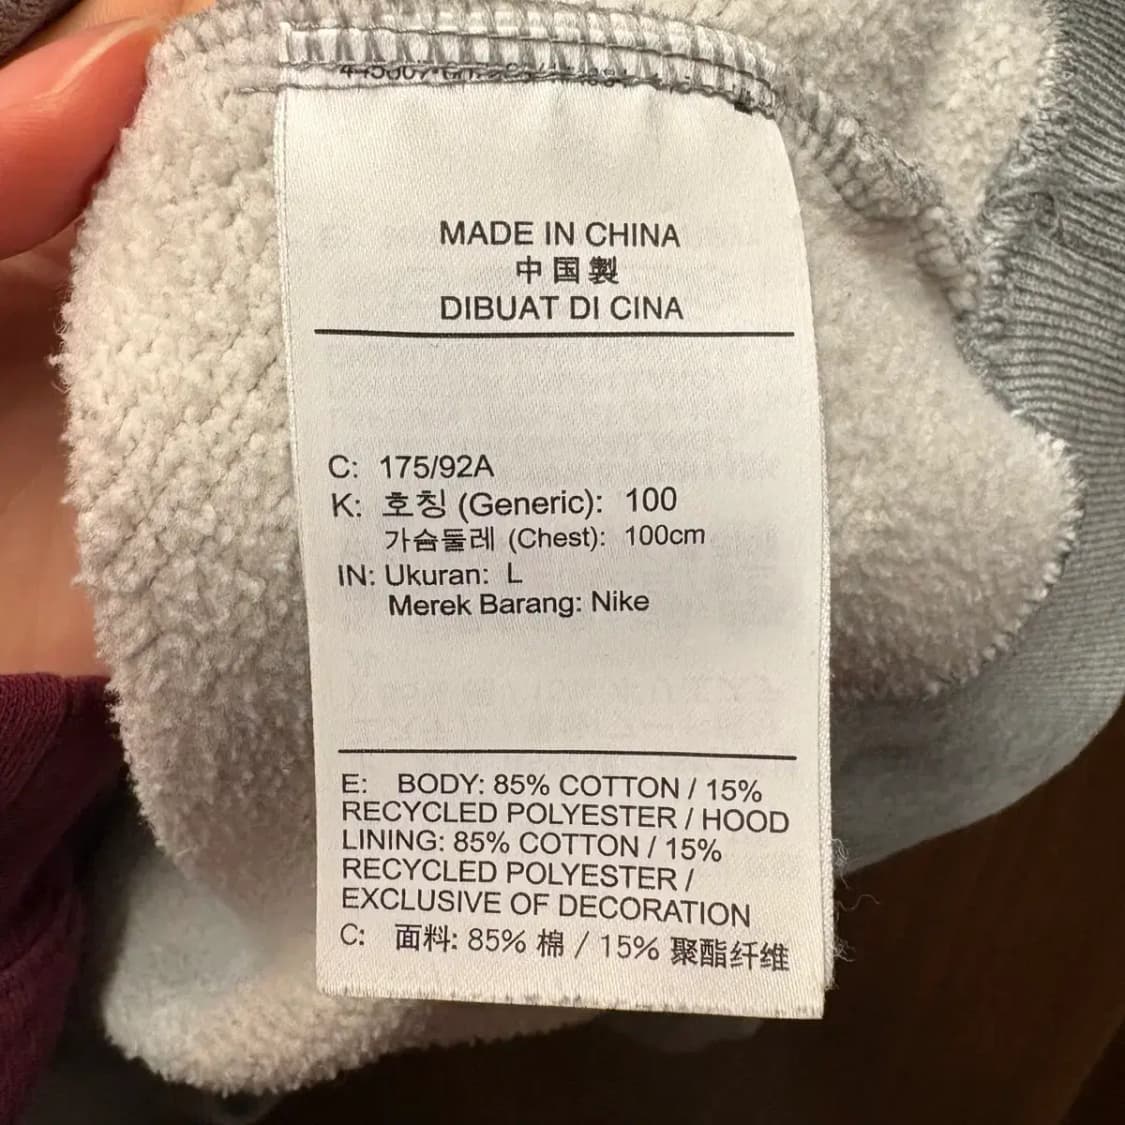 MADE IN CHINA
中国製
DIBUAT DI CINA
C: 175/92A
K: 호칭 (Generic): 100
가슴둘레 (Chest): 100cm
IN: Ukuran: L
Merek Barang: Nike
E: BODY: 85% COTTON / 15%
RECYCLED POLYESTER / HOOD
LINING: 85% COTTON / 15%
RECYCLED POLYESTER /
EXCLUSIVE OF DECORATION
C: 面料: 85% 棉 / 15% 聚酯纤维